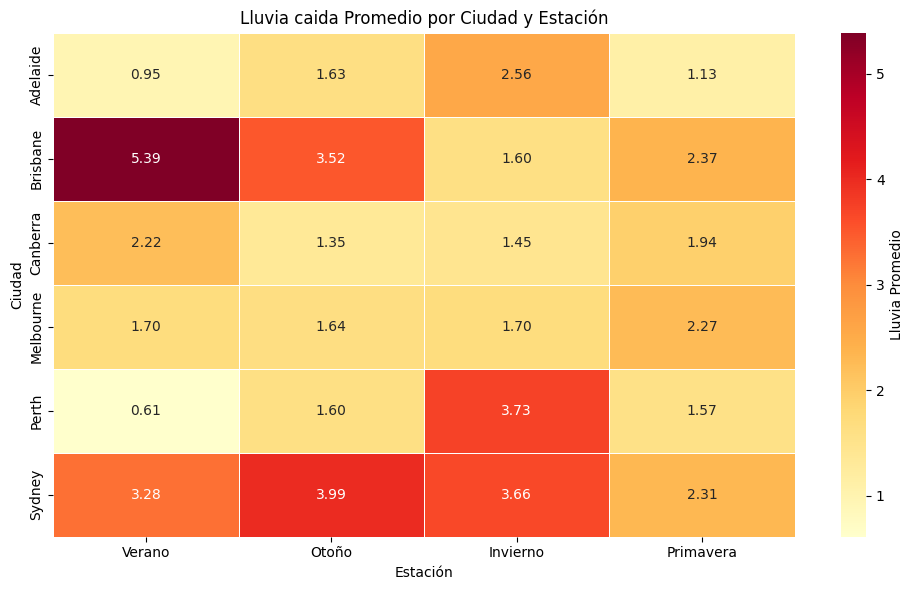 Lluvia caida Promedio por Ciudad y Estación
Ciudad
Adelaide 0.95 1.63 2.56 1.13
Brisbane 5.39 3.52 1.60 2.37
Canberra 2.22 1.35 1.45 1.94
Melbourne 1.70 1.64 1.70 2.27
Perth 0.61 1.60 3.73 1.57
Sydney 3.28 3.99 3.66 2.31
Verano Otoño Invierno Primavera
Estación
5
4
3
2
1
Lluvia Promedio